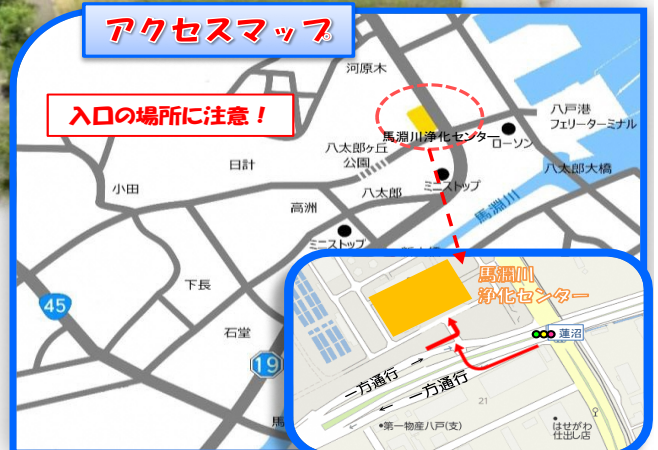 アクセスマップ
入口の場所に注意！
河原木
馬淵川浄化センター
ローソン
八戸港
フェリーターミナル
八太郎ヶ丘
公園
八太郎大橋
日計
小田
八太郎
ミニストップ
高洲
馬淵川
ミニストップ
下長
45
石堂
19
馬
馬淵川
浄化センター
蓮沼
一方通行 →
← 一方通行
21
•第一物産八戸(支)
はせがわ
仕出し店